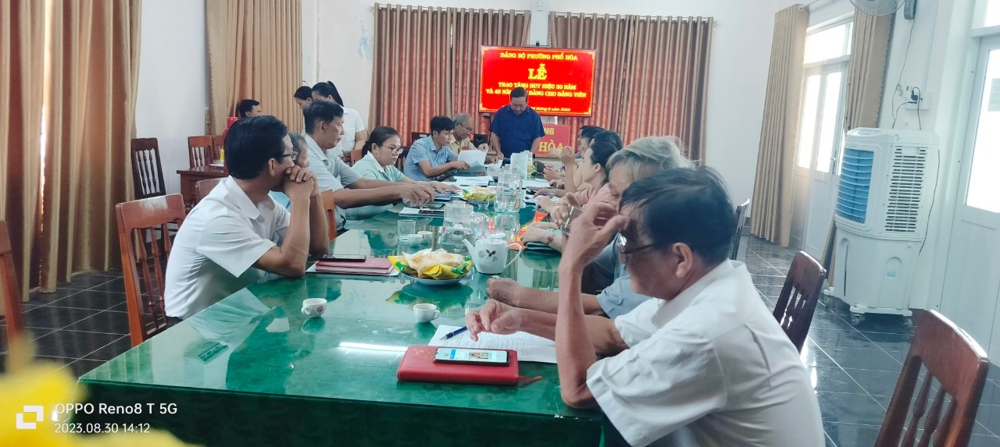 ĐẢNG BỘ PHƯỜNG PHỔ HÒA
LỄ
TRAO TẶNG HUY HIỆU 50 NĂM
VÀ 45 NĂM ĐẢNG CHO ĐẢNG VIÊN
HÒA
OPPO Reno8 T 5G
2023.08.30 14:12